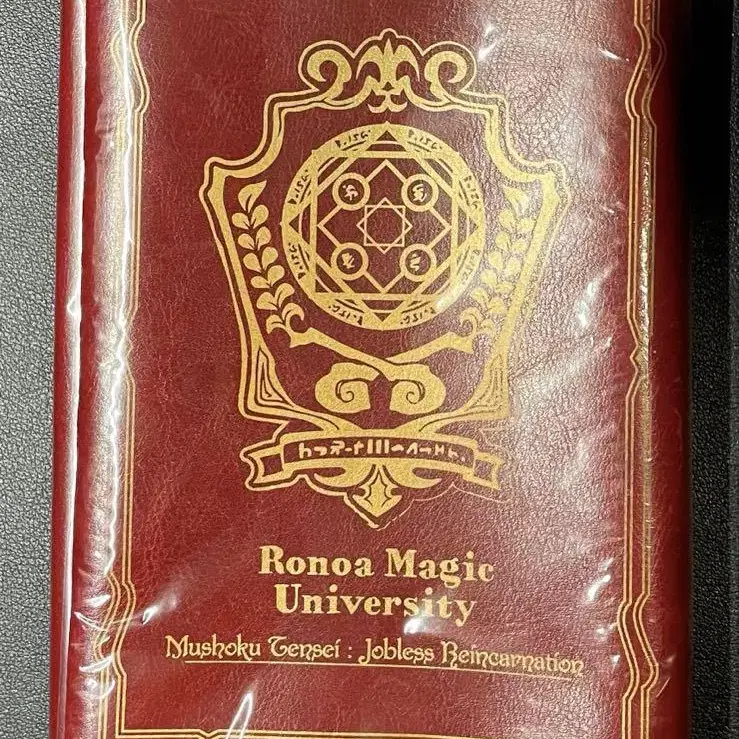 Ronoa Magic
University
Mushoku Tensei : Jobless Reincarnation